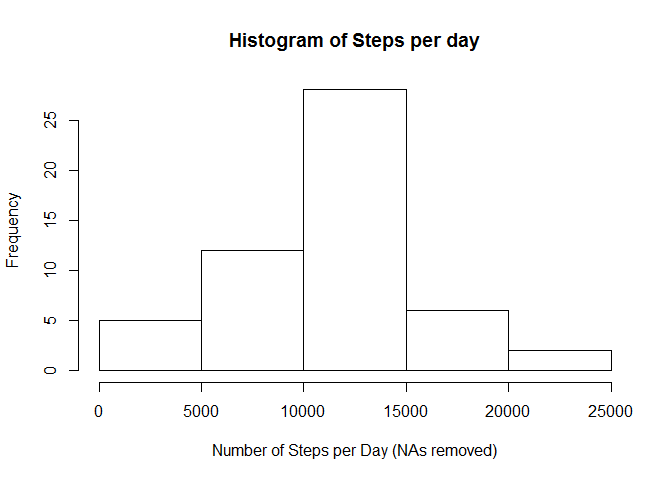 Histogram of Steps per day
Frequency
25
20
15
10
5
0
0 5000 10000 15000 20000 25000
Number of Steps per Day (NAs removed)